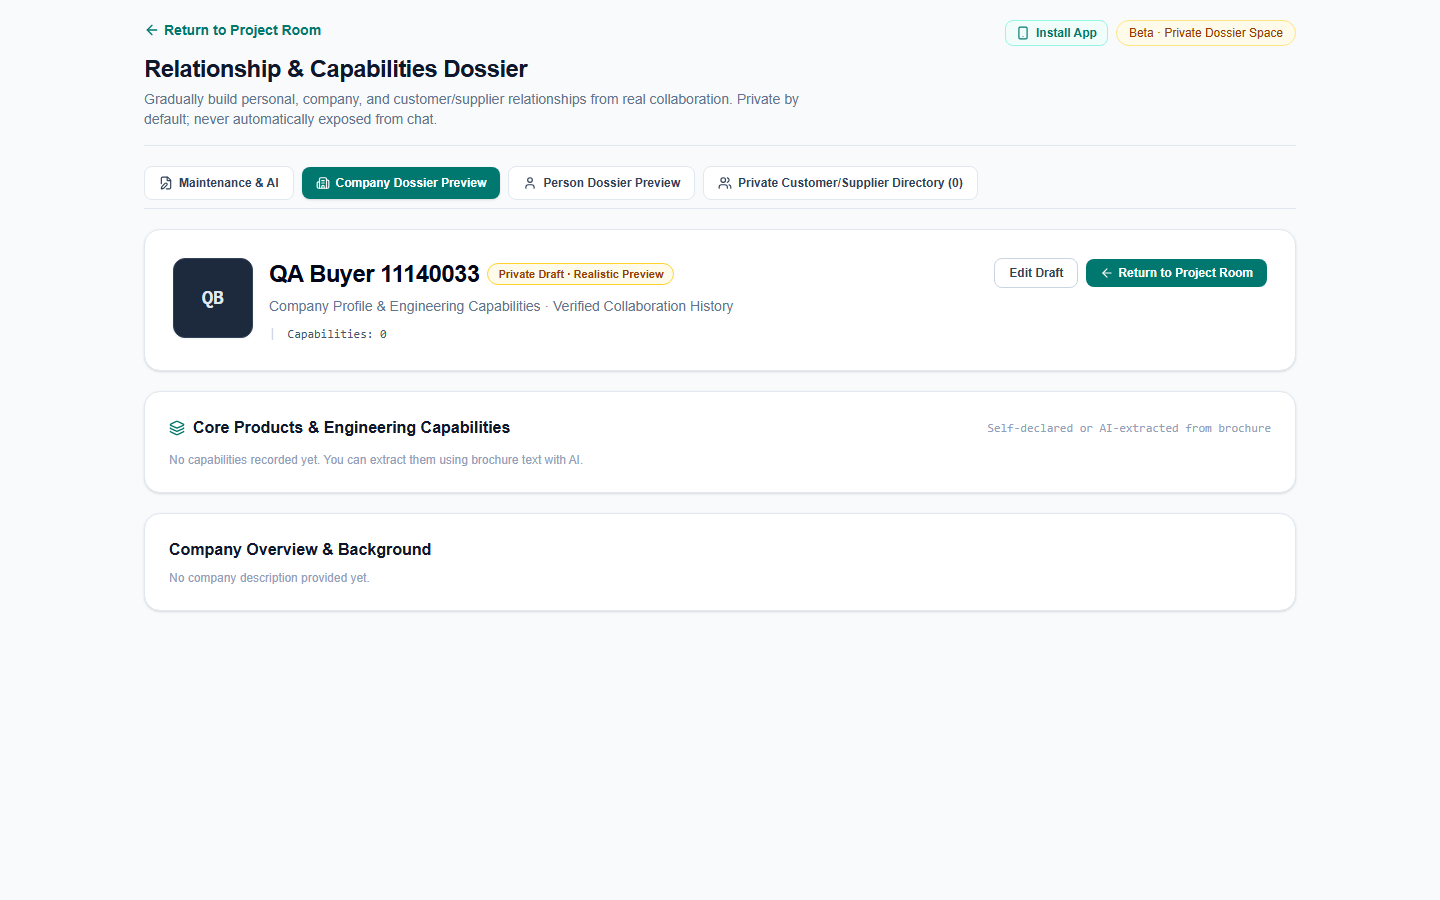 Return to Project Room
Install App
Beta · Private Dossier Space
Relationship & Capabilities Dossier
Gradually build personal, company, and customer/supplier relationships from real collaboration. Private by
default; never automatically exposed from chat.
Maintenance & AI
Company Dossier Preview
Person Dossier Preview
Private Customer/Supplier Directory (0)
QB
QA Buyer 11140033
Private Draft · Realistic Preview
Edit Draft
Return to Project Room
Company Profile & Engineering Capabilities · Verified Collaboration History
| Capabilities: 0
Core Products & Engineering Capabilities
Self-declared or AI-extracted from brochure
No capabilities recorded yet. You can extract them using brochure text with AI.
Company Overview & Background
No company description provided yet.